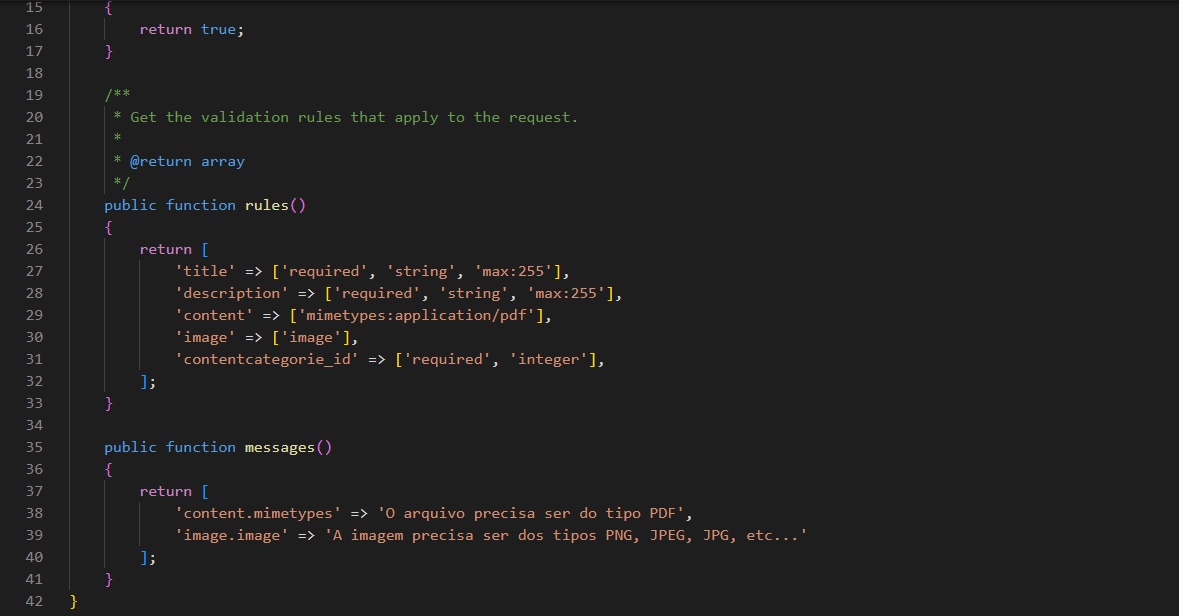 15 {
16 return true;
17 }
18
19 /**
20 * Get the validation rules that apply to the request.
21 *
22 * @return array
23 */
24 public function rules()
25 {
26 return [
27 'title' => ['required', 'string', 'max:255'],
28 'description' => ['required', 'string', 'max:255'],
29 'content' => ['mimetypes:application/pdf'],
30 'image' => ['image'],
31 'contentcategorie_id' => ['required', 'integer'],
32 ];
33 }
34
35 public function messages()
36 {
37 return [
38 'content.mimetypes' => 'O arquivo precisa ser do tipo PDF',
39 'image.image' => 'A imagem precisa ser dos tipos PNG, JPEG, JPG, etc...'
40 ];
41 }
42 }